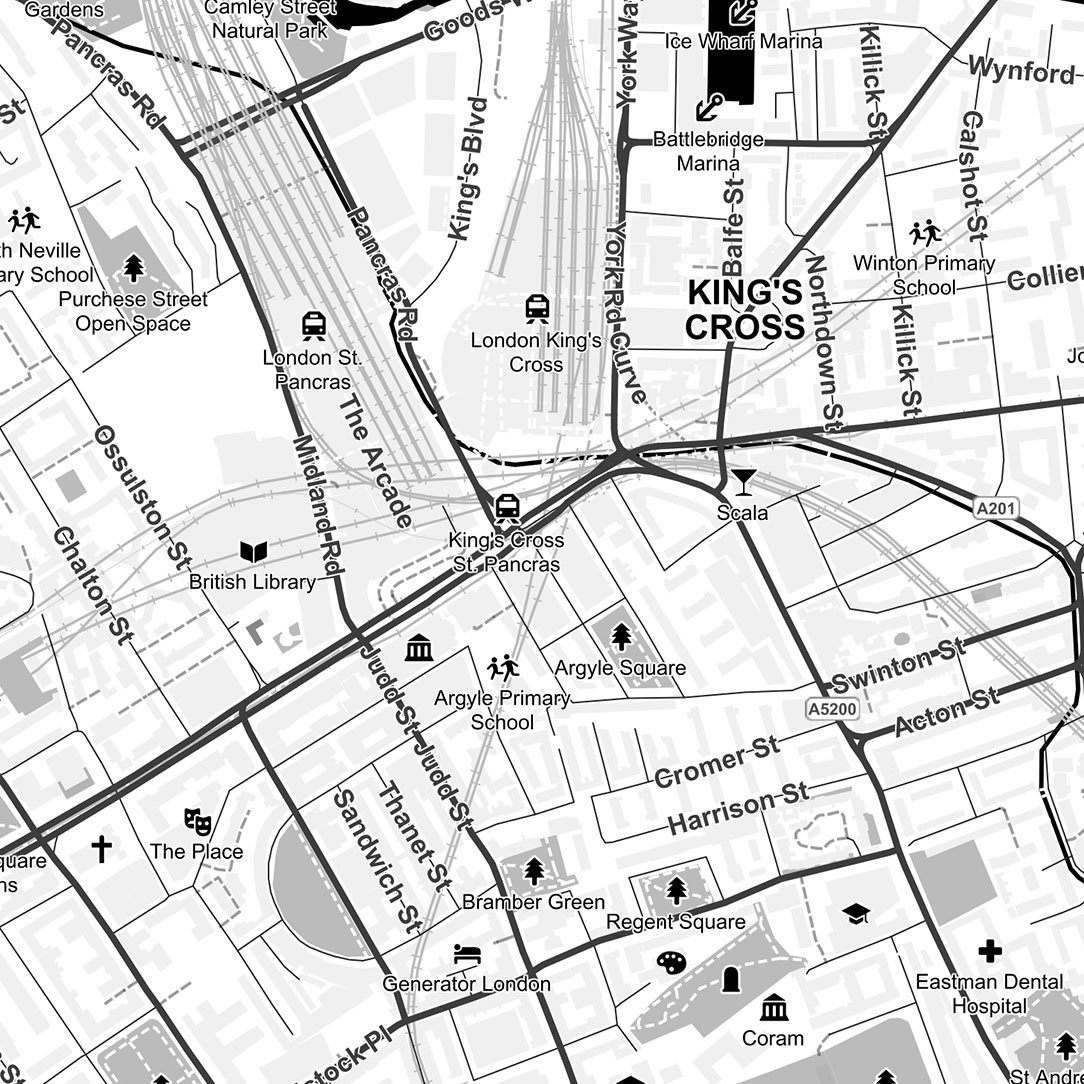 Gardens
Camley Street
Natural Park
Goods W
York Way
Ice Wharf Marina
Killick St
Wynford
Pancras Rd
St
King's Blvd
Battlebridge
Marina
Calshot St
Balfe St
th Neville
ary School
Purchese Street
Open Space
Pancras Rd
York Rd Curve
Winton Primary
School
Collier
KING'S
CROSS
Northdown St
Killick St
London St.
Pancras
London King's
Cross
The Arcade
Midland Rd
Ossulston St
Chalton St
British Library
King's Cross
St. Pancras
Scala
A201
Judd St
Argyle Square
Argyle Primary
School
Swinton St
A5200
Acton St
Judd St
Cromer St
Harrison St
Thanet St
Sandwich St
The Place
quare
ns
Bramber Green
Regent Square
Generator London
Eastman Dental
Hospital
Coram
stock Pl
St Andre